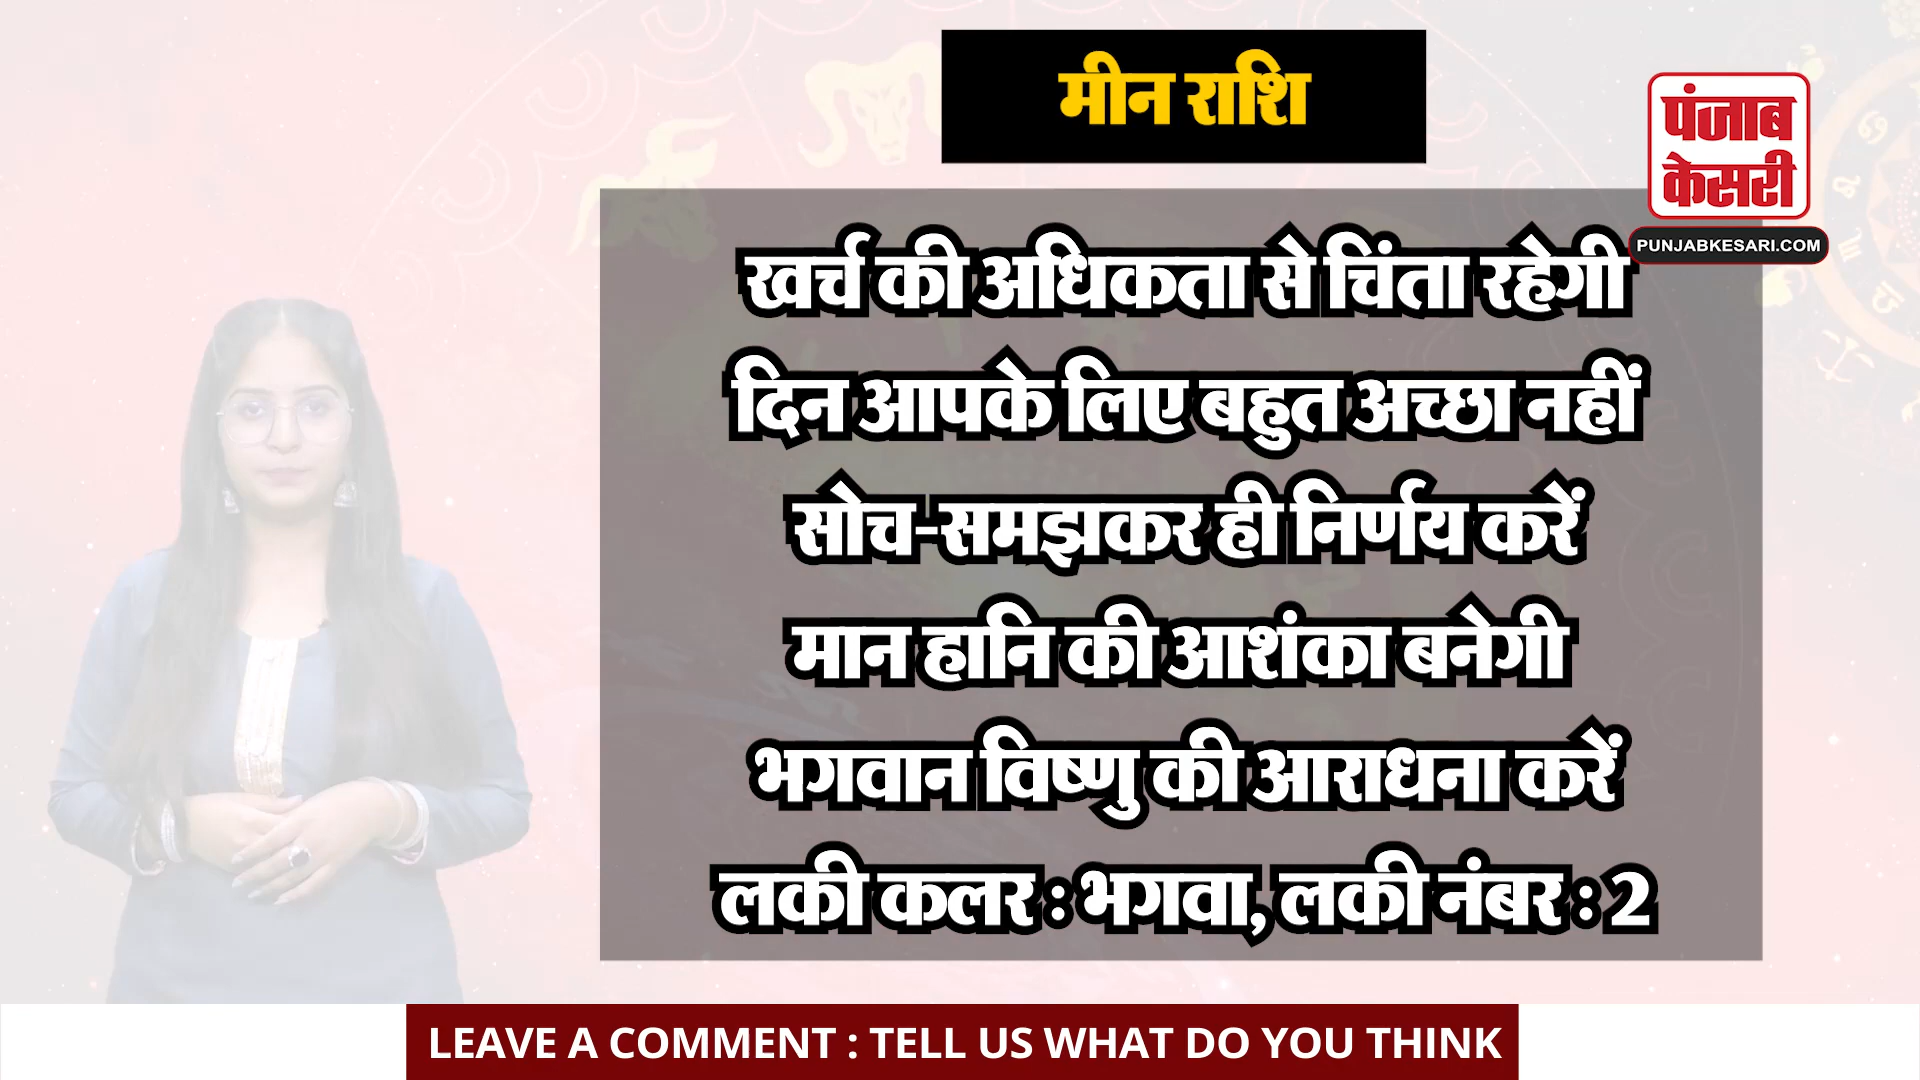 मीन राशि
पंजाब
केसरी
PUNJABKESARI.COM
खर्च की अधिकता से चिंता रहेगी
दिन आपके लिए बहुत अच्छा नहीं
सोच-समझकर ही निर्णय करें
मान हानि की आशंका बनेगी
भगवान विष्णु की आराधना करें
लकी कलर : भगवा, लकी नंबर : 2
LEAVE A COMMENT : TELL US WHAT DO YOU THINK